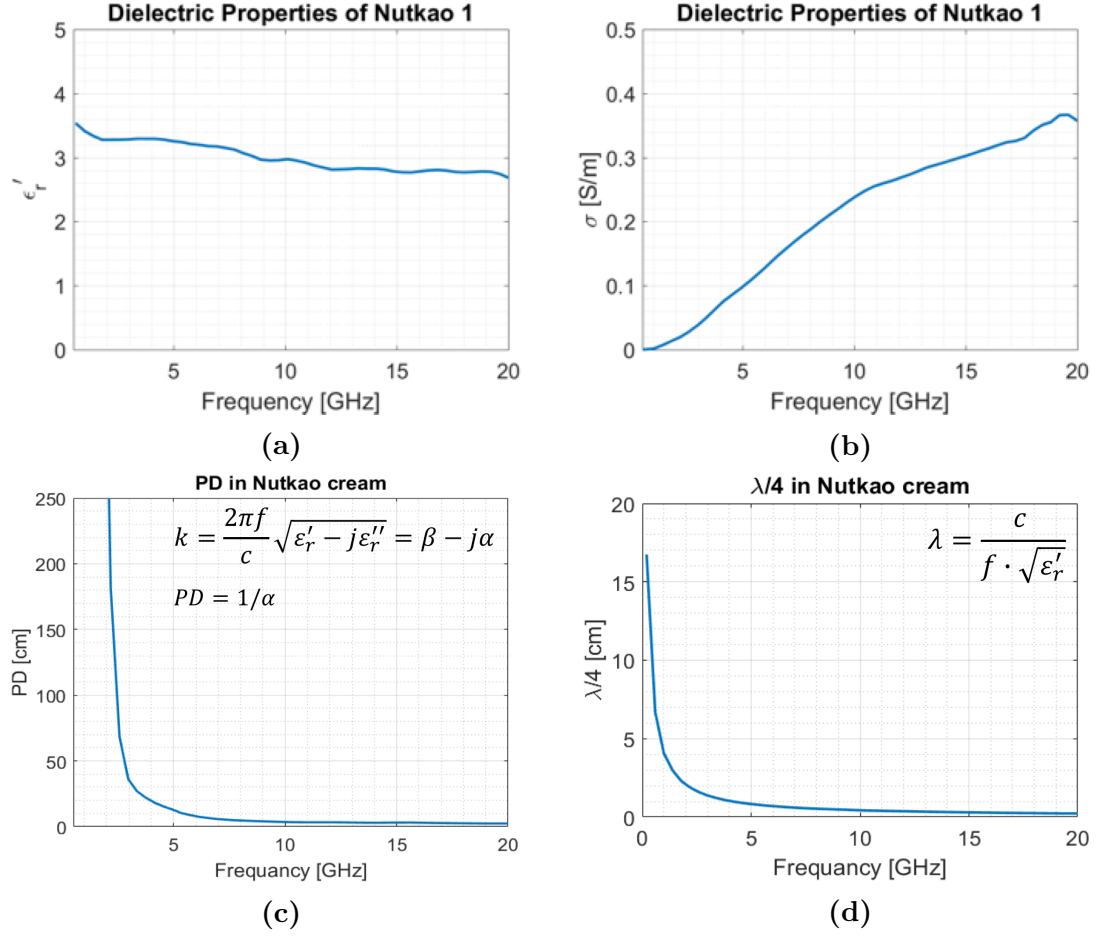 Dielectric Properties of Nutkao 1
5
4
3
2
1
0
ϵr′
5 10 15 20
Frequency [GHz]
(a)
Dielectric Properties of Nutkao 1
0.5
0.4
0.3
0.2
0.1
0
σ [S/m]
5 10 15 20
Frequency [GHz]
(b)
PD in Nutkao cream
k = 2πf/c √(ε′r − jε′′r) = β − jα
PD = 1/α
250
200
150
100
50
0
PD [cm]
5 10 15 20
Frequancy [GHz]
(c)
λ/4 in Nutkao cream
λ = c/(f · √ε′r)
20
15
10
5
0
λ/4 [cm]
0 5 10 15 20
Frequancy [GHz]
(d)